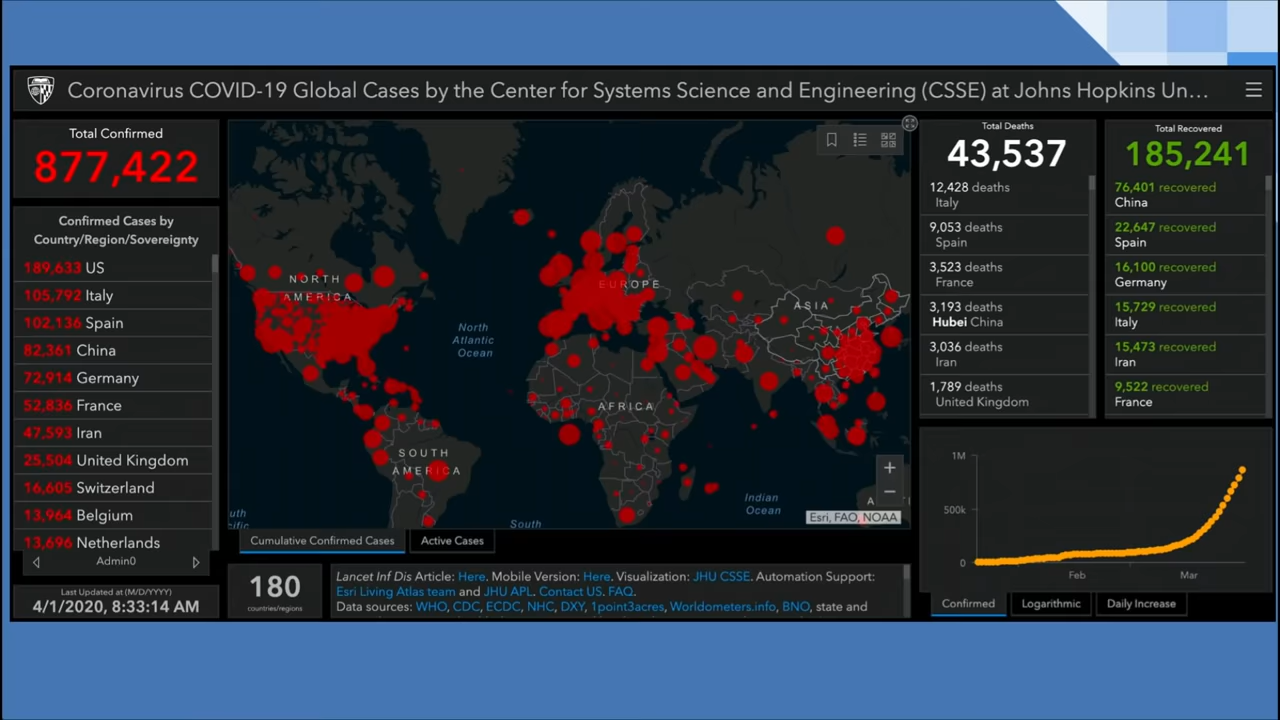 Coronavirus COVID-19 Global Cases by the Center for Systems Science and Engineering (CSSE) at Johns Hopkins Un...
Total Confirmed
877,422
Confirmed Cases by
Country/Region/Sovereignty
189,633 US
105,792 Italy
102,136 Spain
82,361 China
72,914 Germany
52,836 France
47,593 Iran
25,504 United Kingdom
16,605 Switzerland
13,964 Belgium
13,696 Netherlands
Admin0
Last Updated at (M/D/YYYY)
4/1/2020, 8:33:14 AM
NORTH
AMERICA
North
Atlantic
Ocean
EUROPE
ASIA
AFRICA
SOUTH
AMERICA
Indian
Ocean
uth
ific
South
A
+
−
Esri, FAO, NOAA
Cumulative Confirmed Cases
Active Cases
180
countries/regions
Lancet Inf Dis Article: Here. Mobile Version: Here. Visualization: JHU CSSE. Automation Support:
Esri Living Atlas team and JHU APL. Contact US. FAQ.
Data sources: WHO, CDC, ECDC, NHC, DXY, 1point3acres, Worldometers.info, BNO, state and
Total Deaths
43,537
12,428 deaths
Italy
9,053 deaths
Spain
3,523 deaths
France
3,193 deaths
Hubei China
3,036 deaths
Iran
1,789 deaths
United Kingdom
Total Recovered
185,241
76,401 recovered
China
22,647 recovered
Spain
16,100 recovered
Germany
15,729 recovered
Italy
15,473 recovered
Iran
9,522 recovered
France
1M
500k
0
Feb
Mar
Confirmed
Logarithmic
Daily Increase